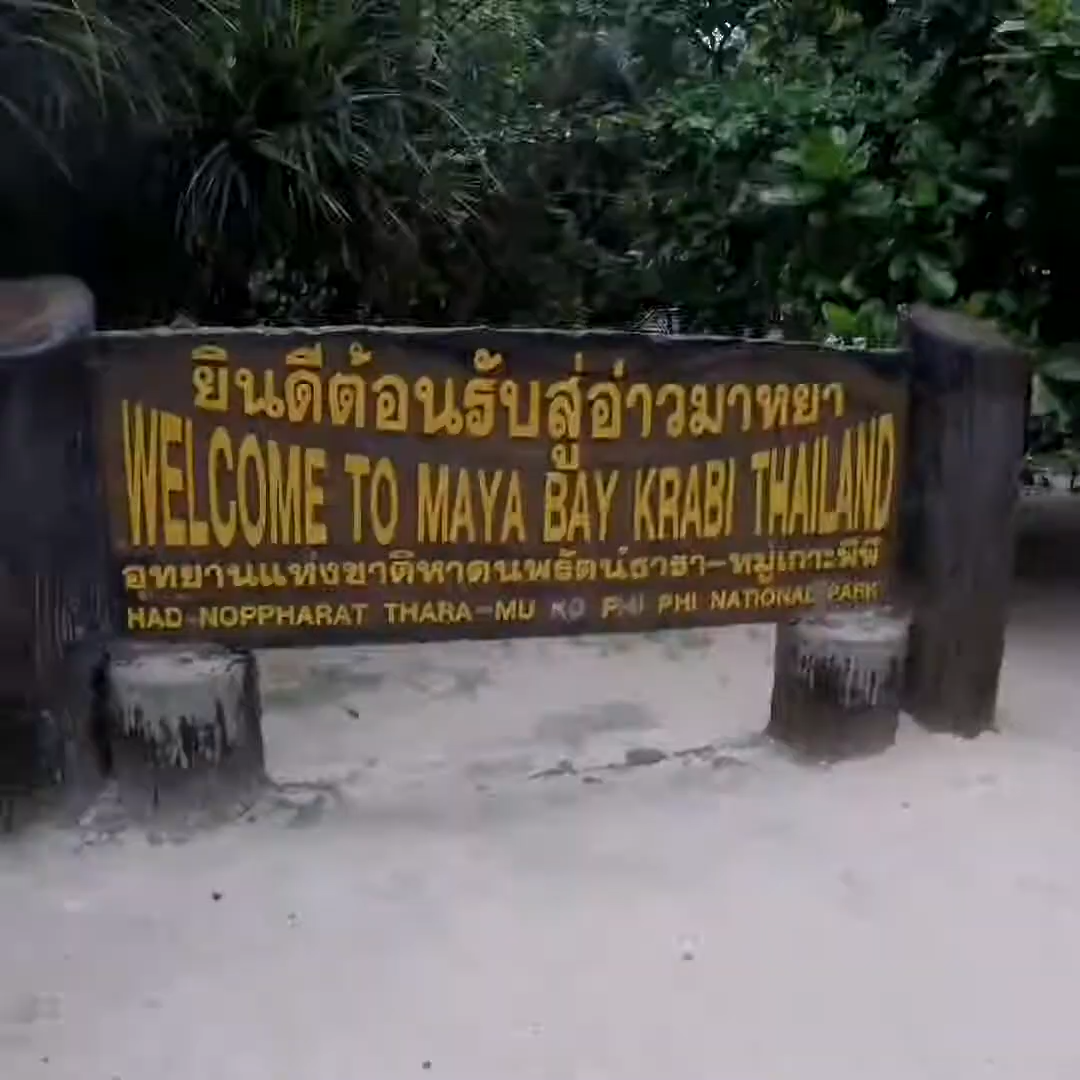 ยินดีต้อนรับสู่อ่าวมาหยา
WELCOME TO MAYA BAY KRABI THAILAND
อุทยานแห่งชาติหาดนพรัตน์ธารา-หมู่เกาะพีพี
HAD NOPPHARAT THARA-MU KO PHI PHI NATIONAL PARK